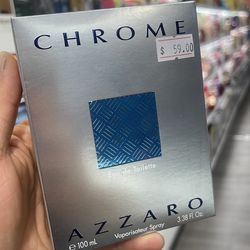 CHROME
$ 59.00
Eau de Toilette
AZZARO
e 100 mL Vaporisateur Spray 3.38 Fl. Oz.